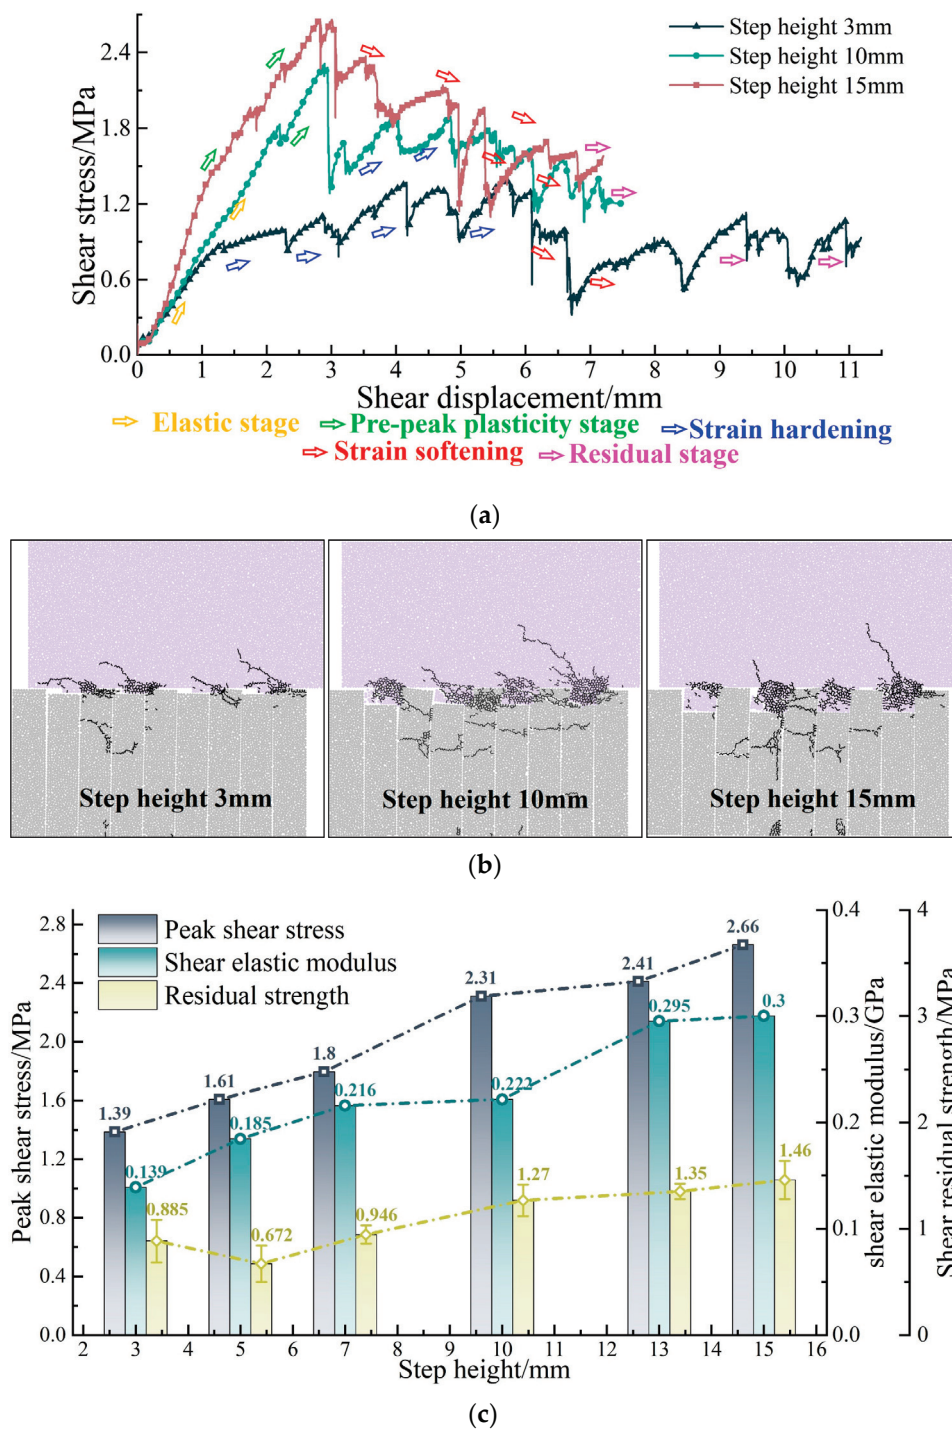 Step height 3mm
Step height 10mm
Step height 15mm
2.4
1.8
1.2
0.6
0.0
Shear stress/MPa
0 1 2 3 4 5 6 7 8 9 10 11
Shear displacement/mm
Elastic stage Pre-peak plasticity stage Strain hardening
Strain softening Residual stage
(a)
Step height 3mm
Step height 10mm
Step height 15mm
(b)
Peak shear stress
Shear elastic modulus
Residual strength
Peak shear stress/MPa
2.8
2.4
2.0
1.6
1.2
0.8
0.4
0.0
1.39
1.61
1.8
2.31
2.41
2.66
0.139
0.185
0.216
0.222
0.295
0.3
0.885
0.672
0.946
1.27
1.35
1.46
0.4
0.3
0.2
0.1
0.0
shear elastic modulus/GPa
4
3
2
1
0
Shear residual strength/MPa
2 3 4 5 6 7 8 9 10 11 12 13 14 15 16
Step height/mm
(c)